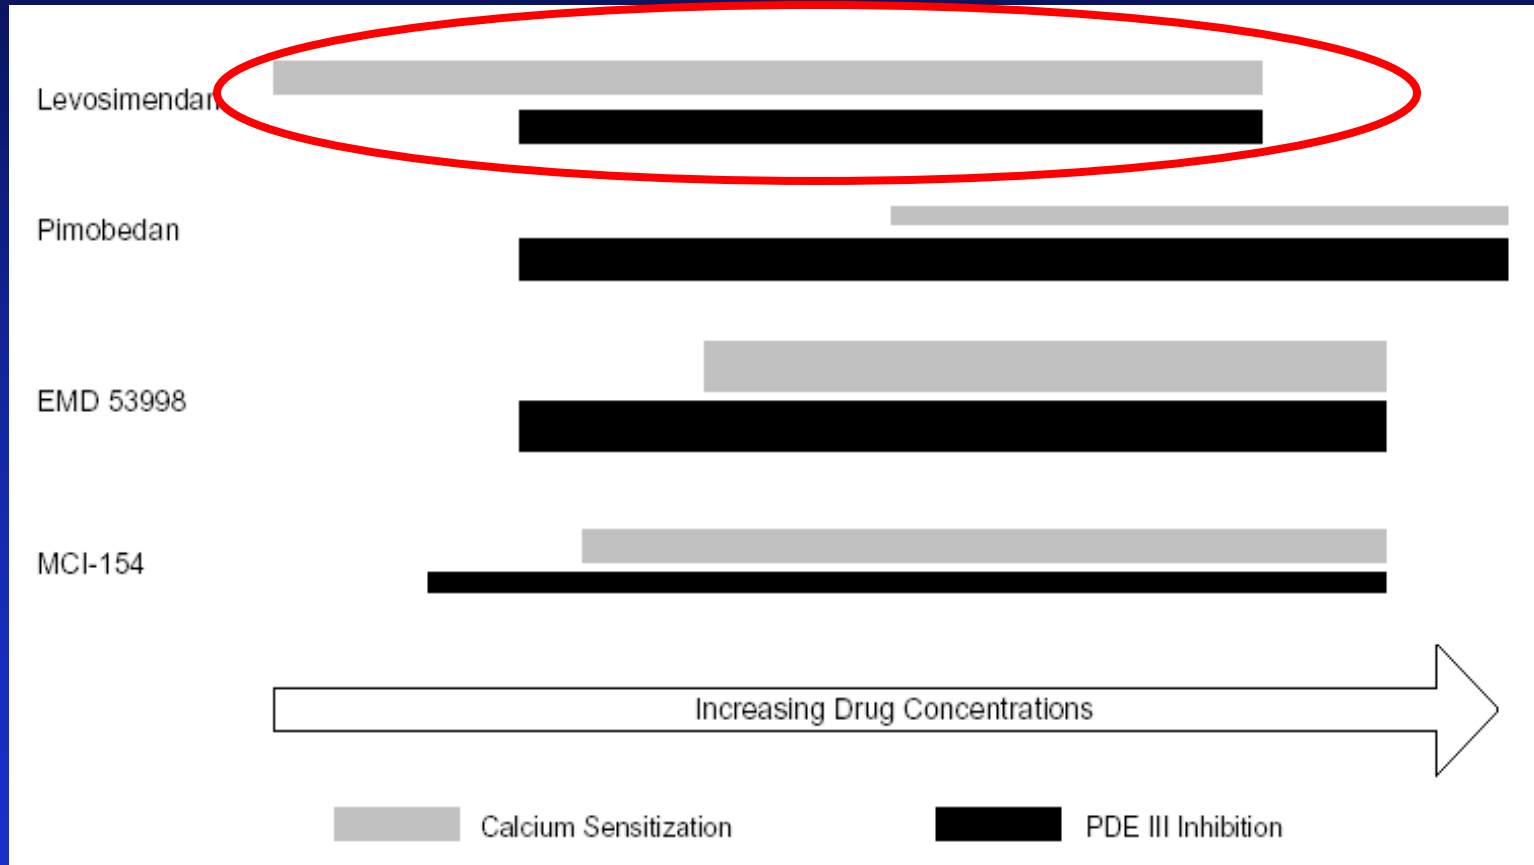 Levosimendan
Pimobedan
EMD 53998
MCI-154
Increasing Drug Concentrations
Calcium Sensitization
PDE III Inhibition